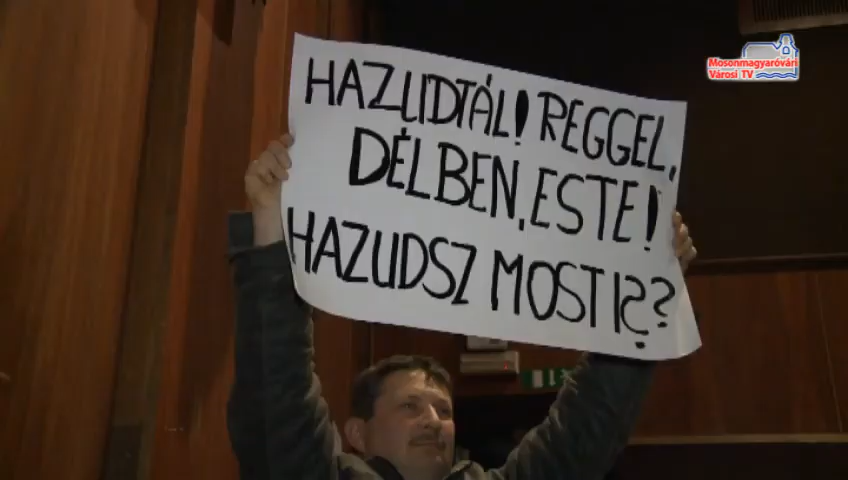 Mosonmagyaróvári
Városi TV
HAZUDTÁL! REGGEL,
DÉLBEN, ESTE!
HAZUDSZ MOST IS??